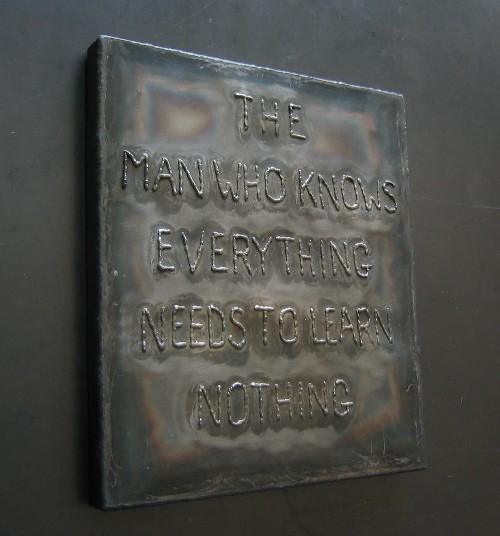 THE
MAN WHO KNOWS
EVERYTHING
NEEDS TO LEARN
NOTHING